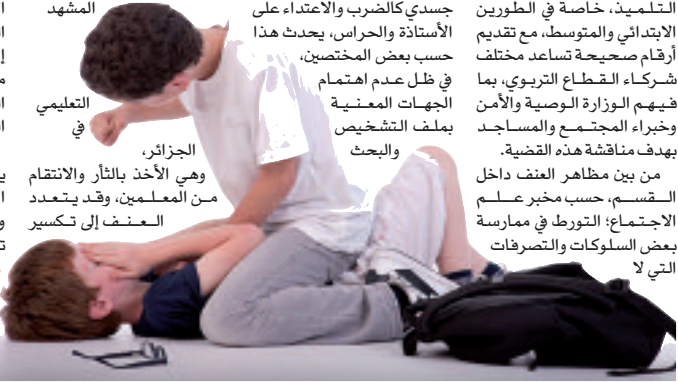 التلميذ، خاصة في الطورين
الابتدائي والمتوسط، مع تقديم
أرقام صحيحة تساعد مختلف
شركاء القطاع التربوي، بما
فيهم الوزارة الوصية والأمن
وخبراء المجتمع والمساجد
بهدف مناقشة هذه القضية.
من بين مظاهر العنف داخل
القسم، حسب مخبر علم
الاجتماع؛ التورط في ممارسة
بعض السلوكات والتصرفات
التي لا
جسدي كالضرب والاعتداء على
الأستاذة والحراس، يحدث هذا
حسب بعض المختصين،
في ظل عدم اهتمام
الجهات المعنية
بملف التشخيص
والبحث
المشهد
التعليمي
في
الجزائر،
وهي الأخذ بالثأر والانتقام
من المعلمين، وقد يتعدد
العنف إلى تكسير